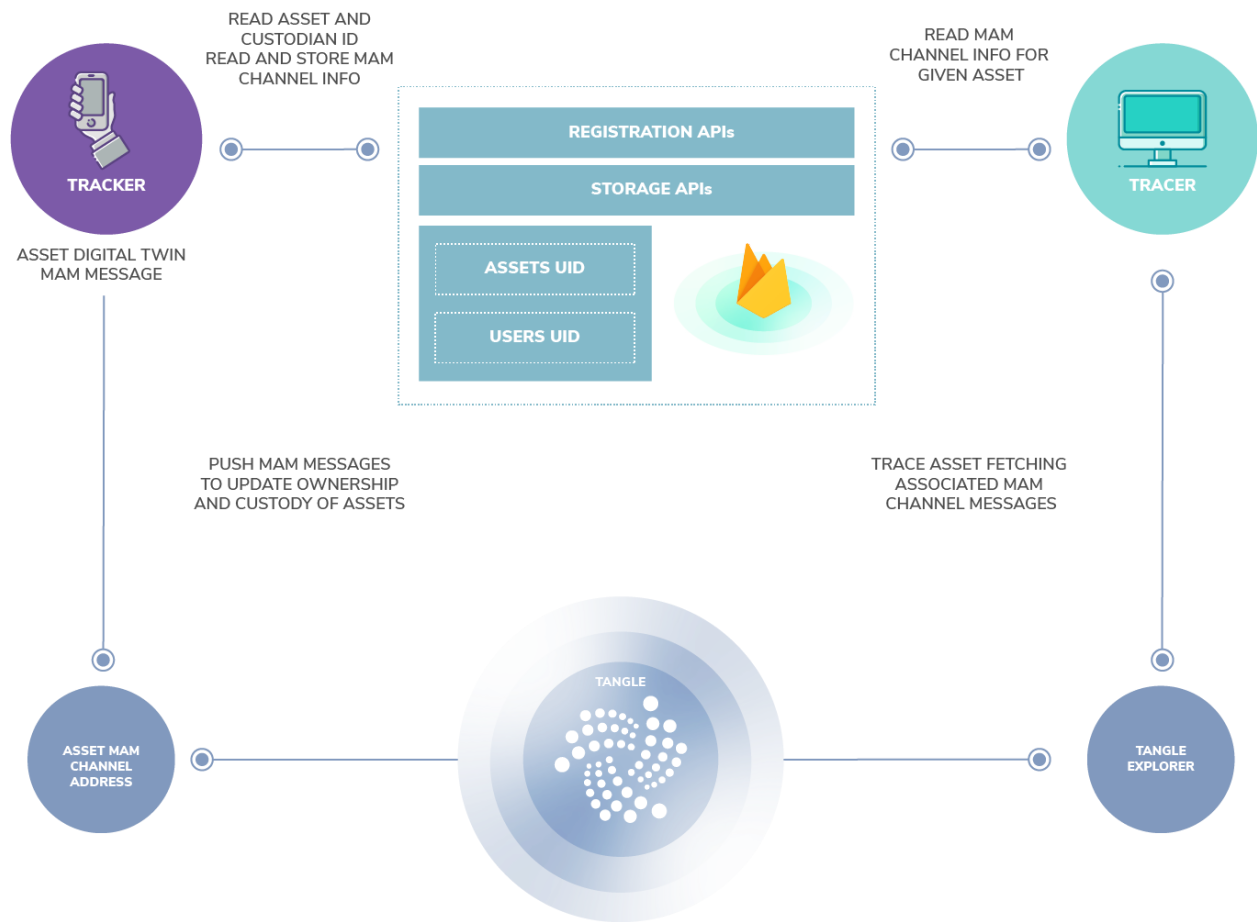 READ ASSET AND
CUSTODIAN ID
READ AND STORE MAM
CHANNEL INFO
READ MAM
CHANNEL INFO FOR
GIVEN ASSET
TRACKER
REGISTRATION APIs
STORAGE APIs
ASSETS UID
USERS UID
TRACER
ASSET DIGITAL TWIN
MAM MESSAGE
PUSH MAM MESSAGES
TO UPDATE OWNERSHIP
AND CUSTODY OF ASSETS
TRACE ASSET FETCHING
ASSOCIATED MAM
CHANNEL MESSAGES
TANGLE
ASSET MAM
CHANNEL
ADDRESS
TANGLE
EXPLORER